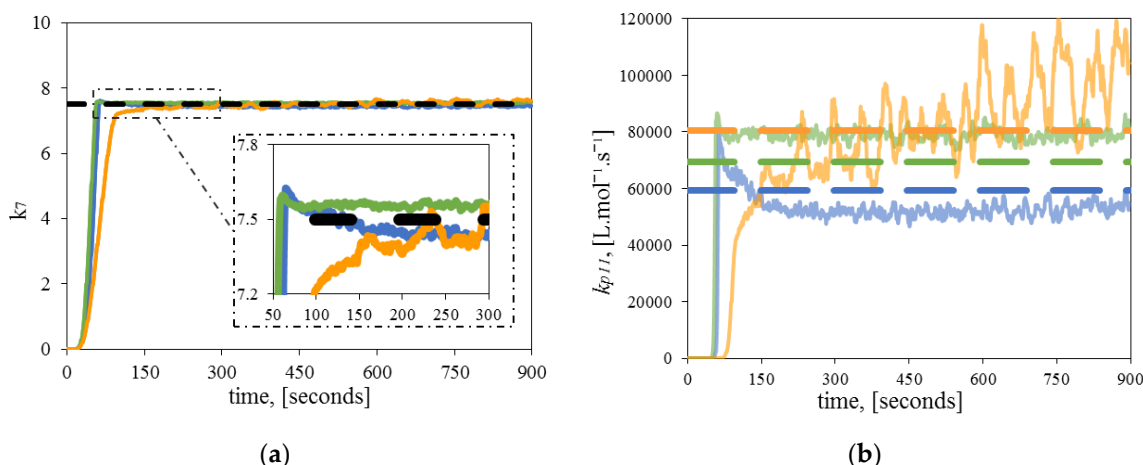 10
8
6
4
2
0
k₇
0 150 300 450 600 750 900
time, [seconds]
7.8
7.5
7.2
50 100 150 200 250 300
(a)
120000
100000
80000
60000
40000
20000
0
kₚ₁₁, [L.mol⁻¹.s⁻¹]
0 150 300 450 600 750 900
time, [seconds]
(b)